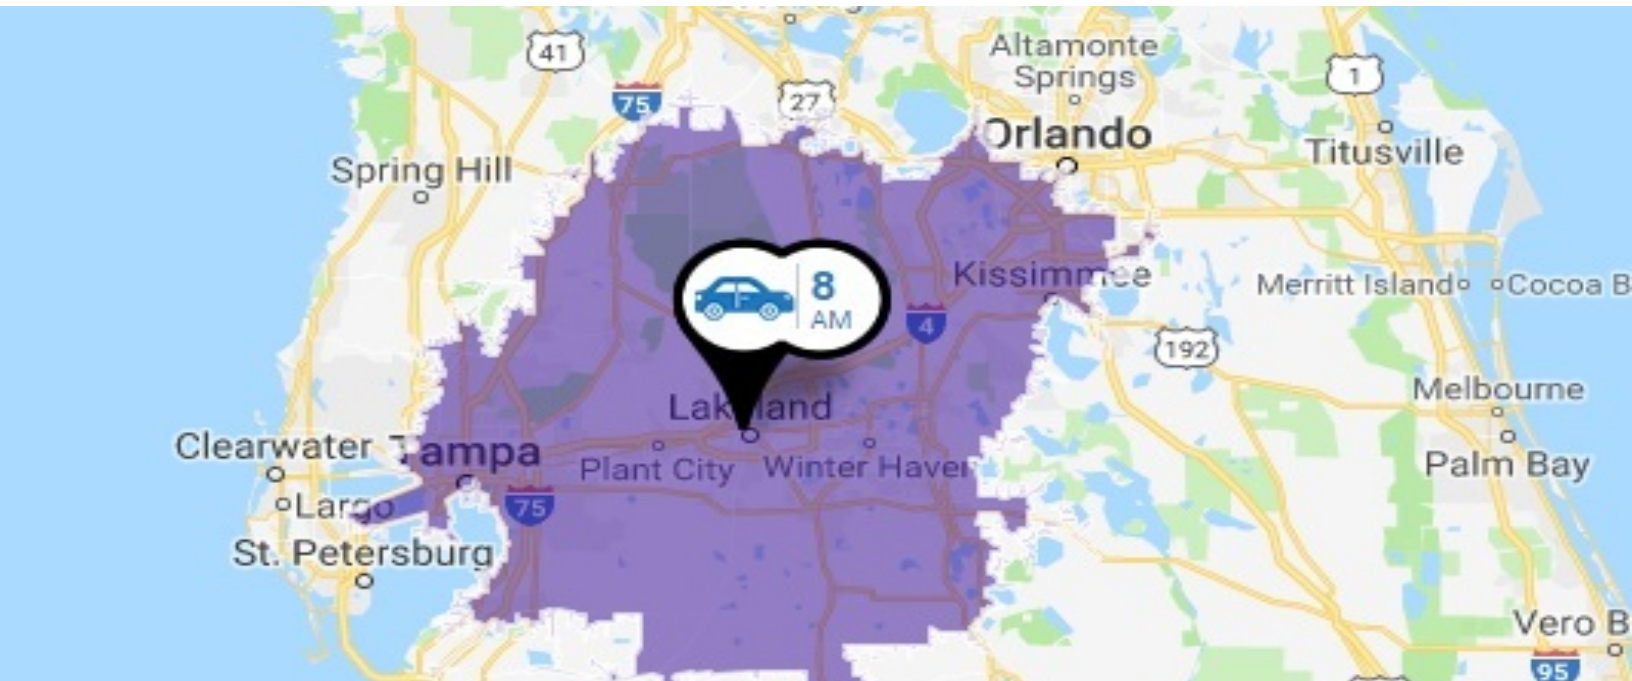 41
75
27
Altamonte
Springs
1
Orlando
Titusville
Spring Hill
8
AM
Kissimmee
Merritt Island
Cocoa B
4
192
Lakeland
Melbourne
Clearwater
Tampa
Plant City
Winter Haven
Palm Bay
Largo
75
St. Petersburg
Vero B
95